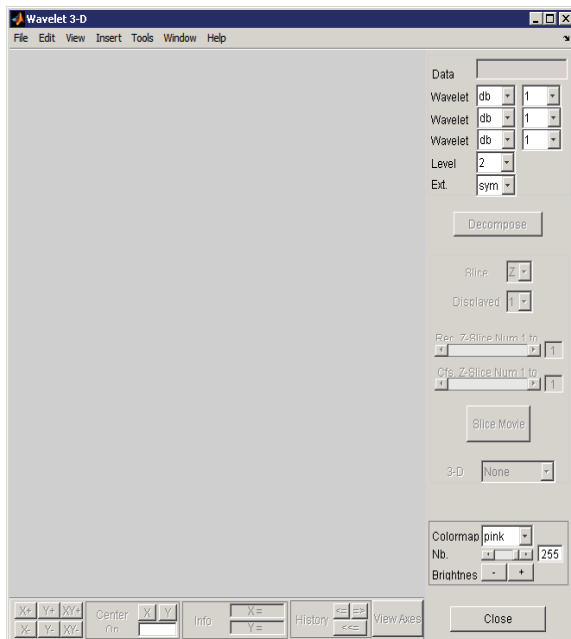 Wavelet 3-D
File Edit View Insert Tools Window Help
Data
Wavelet db 1
Wavelet db 1
Wavelet db 1
Level 2
Ext. sym
Decompose
Slice Z
Displayed 1
Rec. Z-Slice Num 1 to
1
Cfs. Z-Slice Num 1 to
1
Slice Movie
3-D None
Colormap pink
Nb. 255
Brightnes - +
X+ Y+ XY+ Center X Y Info X = History <= => View Axes Close
X- Y- XY- On Y = <<=